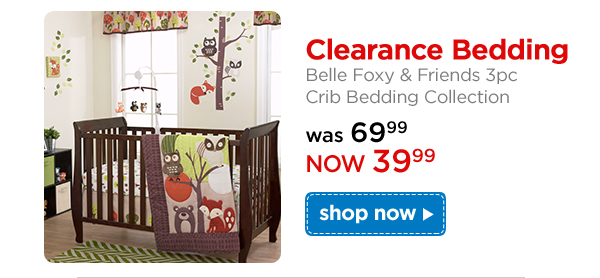 Clearance Bedding
Belle Foxy & Friends 3pc
Crib Bedding Collection
was 69⁹⁹
NOW 39⁹⁹
shop now ▶